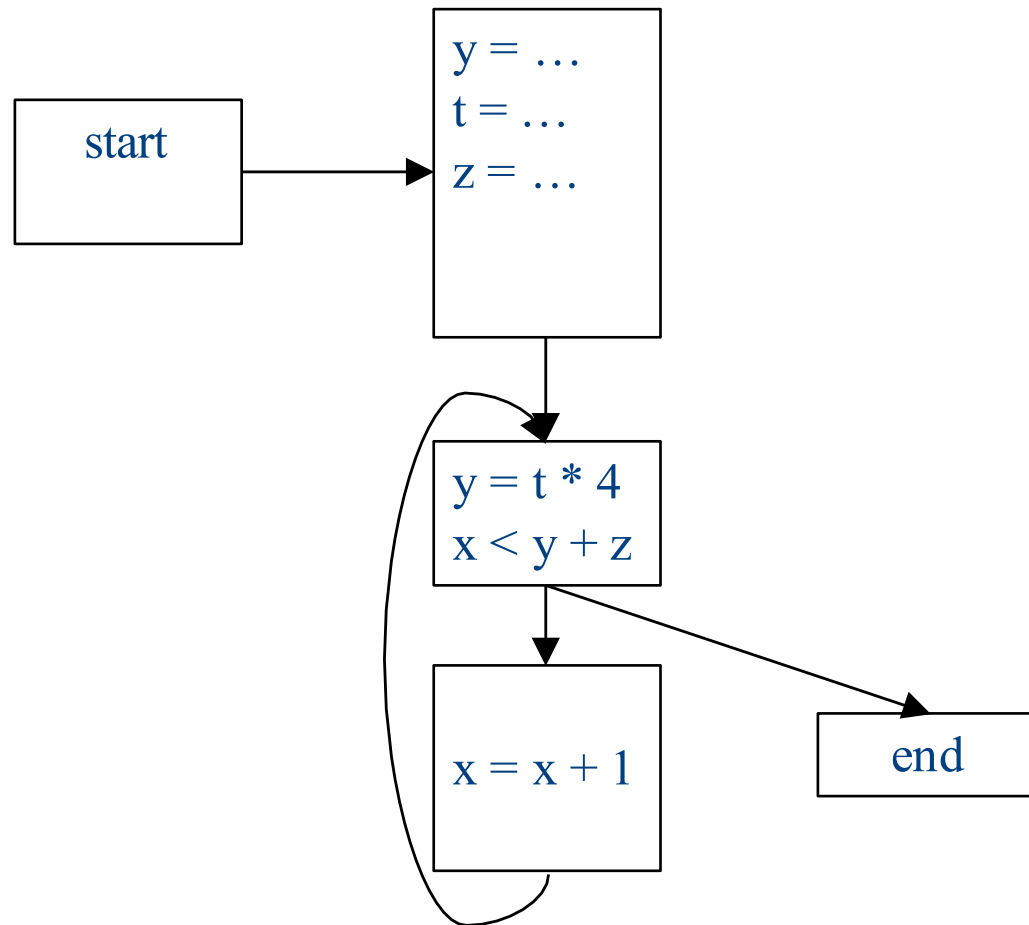 start
y = …
t = …
z = …
y = t * 4
x < y + z
x = x + 1
end